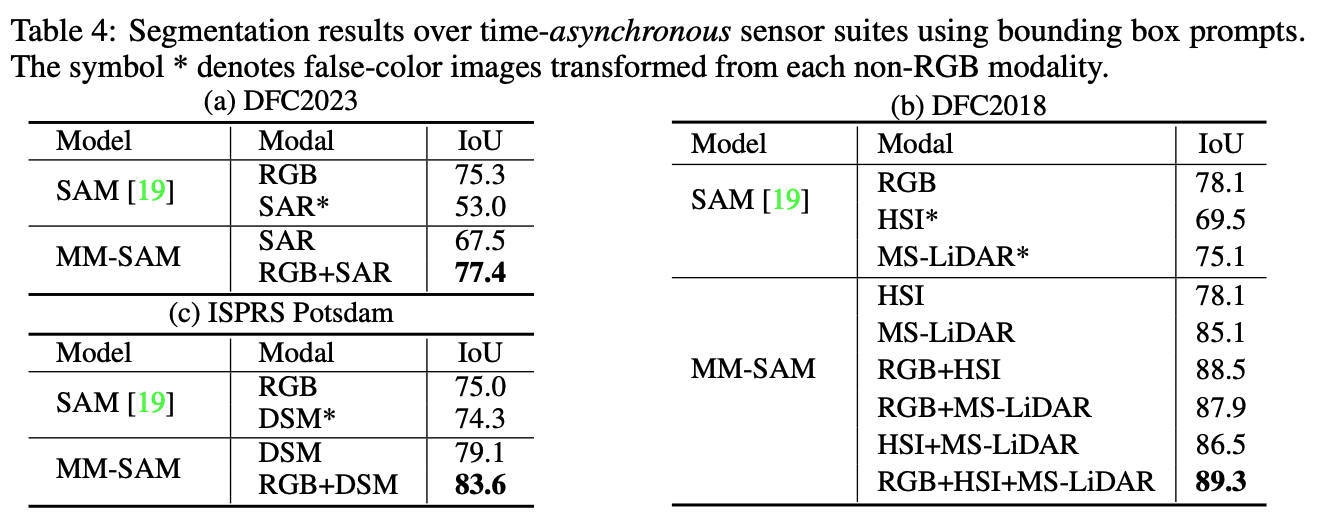 Table 4: Segmentation results over time-asynchronous sensor suites using bounding box prompts.
The symbol * denotes false-color images transformed from each non-RGB modality.
(a) DFC2023
Model Modal IoU
SAM [19] RGB 75.3
SAR* 53.0
MM-SAM SAR 67.5
RGB+SAR 77.4
(c) ISPRS Potsdam
Model Modal IoU
SAM [19] RGB 75.0
DSM* 74.3
MM-SAM DSM 79.1
RGB+DSM 83.6
(b) DFC2018
Model Modal IoU
SAM [19] RGB 78.1
HSI* 69.5
MS-LiDAR* 75.1
MM-SAM HSI 78.1
MS-LiDAR 85.1
RGB+HSI 88.5
RGB+MS-LiDAR 87.9
HSI+MS-LiDAR 86.5
RGB+HSI+MS-LiDAR 89.3